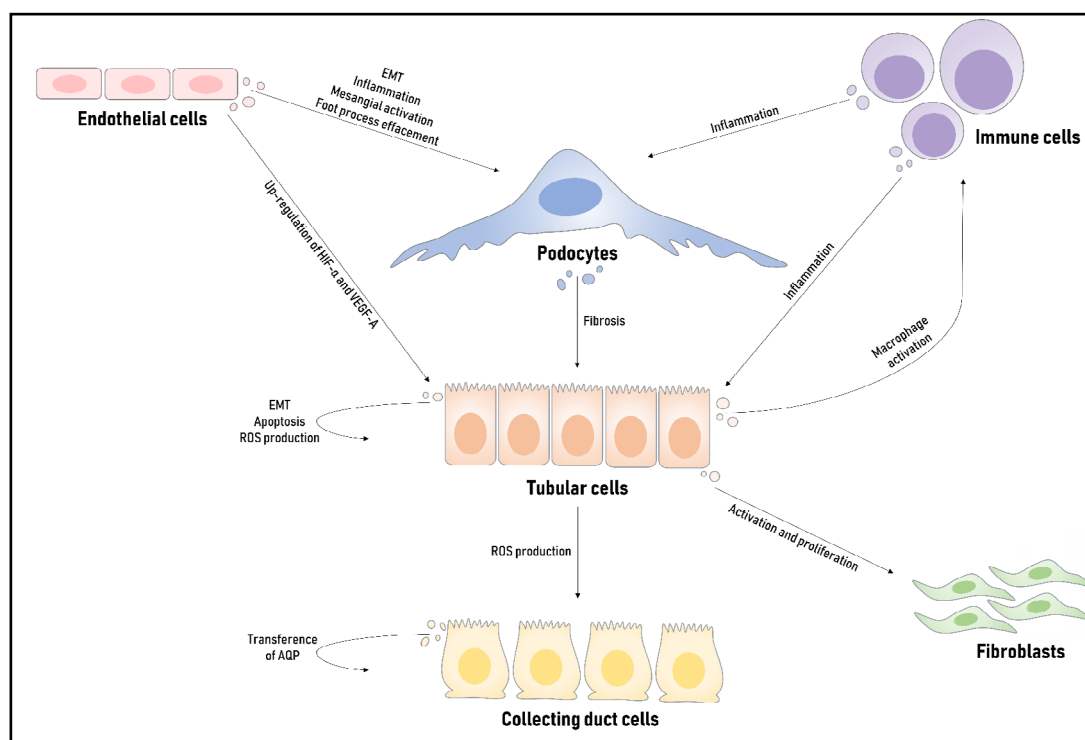 EMT
Inflammation
Mesangial activation
Foot process effacement
Endothelial cells
Inflammation
Immune cells
Up-regulation of HIF-α and VEGF-A
Podocytes
Inflammation
Fibrosis
Macrophage
activation
EMT
Apoptosis
ROS production
Tubular cells
Activation and proliferation
ROS production
Transference
of AQP
Fibroblasts
Collecting duct cells